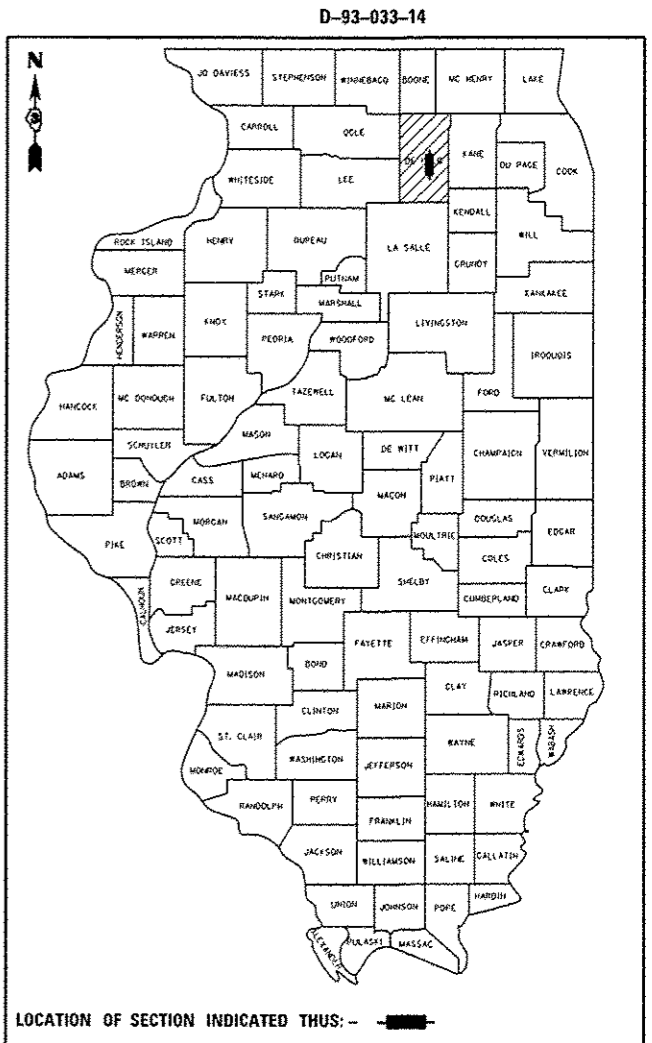 D-93-033-14
N
3
JO DAVIESS STEPHENSON WINNEBAGO BOONE MC HENRY LAKE
CARROLL OGLE KANE DU PAGE COOK
WHITESIDE LEE
KENDALL WILL
ROCK ISLAND HENRY BUREAU LA SALLE GRUNDY
MERCER PUTNAM KANKAKEE
STARK MARSHALL
HENDERSON WARREN KNOX PEORIA WOODFORD LIVINGSTON IROQUOIS
HANCOCK MC DONOUGH FULTON TAZEWELL MC LEAN FORD
SCHUYLER MASON
ADAMS BROWN CASS MENARD LOGAN DE WITT PIATT CHAMPAIGN VERMILION
MACON
PIKE SCOTT MORGAN SANGAMON MOULTRIE DOUGLAS EDGAR
CHRISTIAN COLES
CALHOUN GREENE MACOUPIN MONTGOMERY SHELBY CUMBERLAND CLARK
JERSEY
FAYETTE EFFINGHAM JASPER CRAWFORD
MADISON BOND
CLAY RICHLAND LAWRENCE
CLINTON MARION
ST. CLAIR WAYNE EDWARDS WABASH
MONROE WASHINGTON JEFFERSON
RANDOLPH PERRY HAMILTON WHITE
FRANKLIN
JACKSON WILLIAMSON SALINE GALLATIN
UNION JOHNSON POPE HARDIN
ALEXANDER PULASKI MASSAC
LOCATION OF SECTION INDICATED THUS: -